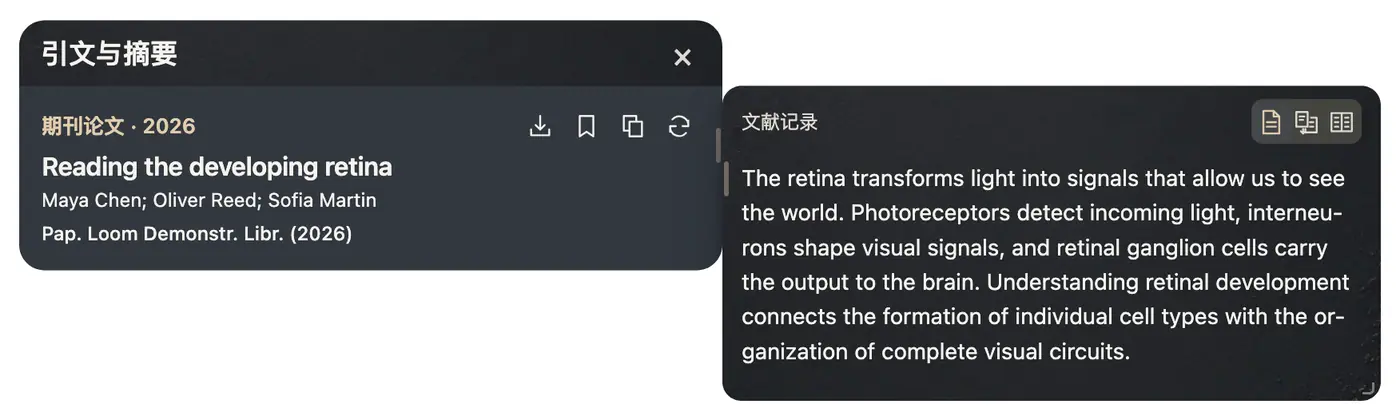 引文与摘要
期刊论文 · 2026
Reading the developing retina
Maya Chen; Oliver Reed; Sofia Martin
Pap. Loom Demonstr. Libr. (2026)
文献记录
The retina transforms light into signals that allow us to see
the world. Photoreceptors detect incoming light, interneu-
rons shape visual signals, and retinal ganglion cells carry
the output to the brain. Understanding retinal development
connects the formation of individual cell types with the or-
ganization of complete visual circuits.